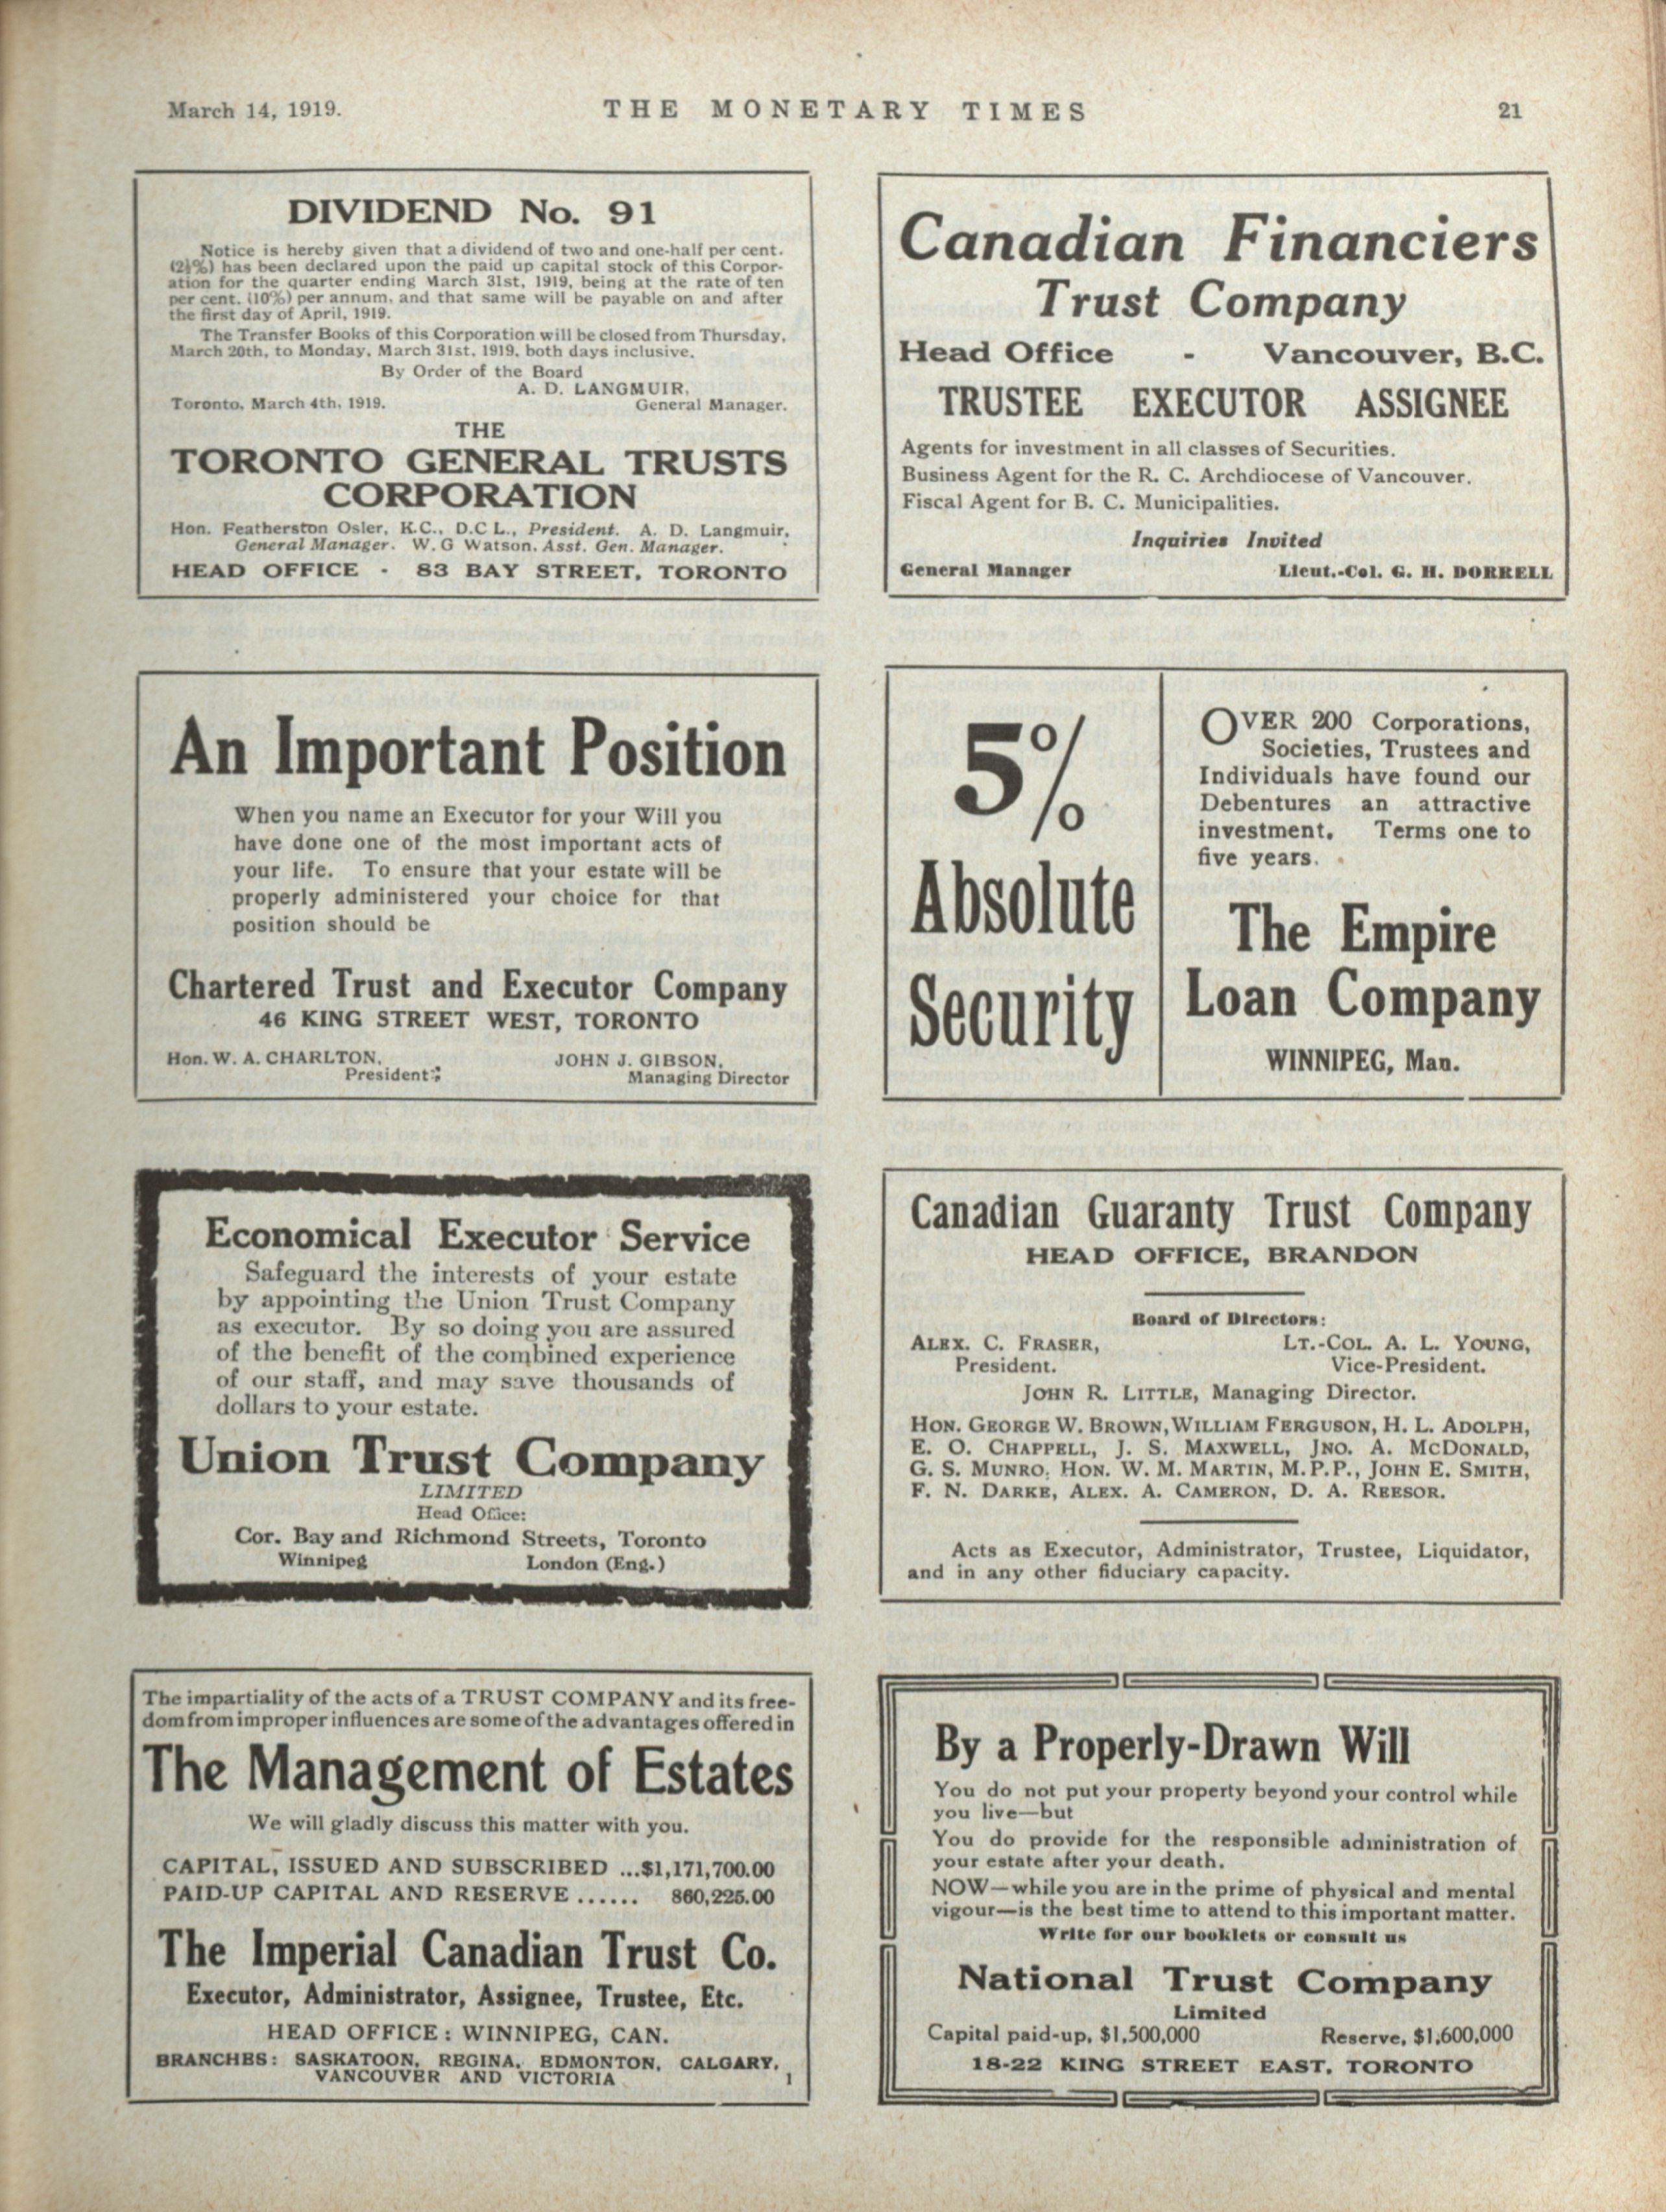 March 14, 1919.
THE MONETARY TIMES
21
DIVIDEND No. 91
Notice is hereby given that a dividend of two and one-half per cent.
(2½%) has been declared upon the paid up capital stock of this Corpor-
ation for the quarter ending March 31st, 1919, being at the rate of ten
per cent. (10%) per annum, and that same will be payable on and after
the first day of April, 1919.
The Transfer Books of this Corporation will be closed from Thursday,
March 20th, to Monday, March 31st, 1919, both days inclusive.
By Order of the Board
A. D. LANGMUIR,
Toronto, March 4th, 1919. General Manager.
THE
TORONTO GENERAL TRUSTS
CORPORATION
Hon. Featherston Osler, K.C., D.C L., President. A. D. Langmuir,
General Manager. W. G Watson, Asst. Gen. Manager.
HEAD OFFICE - 83 BAY STREET, TORONTO
Canadian Financiers
Trust Company
Head Office - Vancouver, B.C.
TRUSTEE EXECUTOR ASSIGNEE
Agents for investment in all classes of Securities.
Business Agent for the R. C. Archdiocese of Vancouver.
Fiscal Agent for B. C. Municipalities.
Inquiries Invited
General Manager Lieut.-Col. G. H. DORRELL
An Important Position
When you name an Executor for your Will you
have done one of the most important acts of
your life. To ensure that your estate will be
properly administered your choice for that
position should be
Chartered Trust and Executor Company
46 KING STREET WEST, TORONTO
Hon. W. A. CHARLTON, JOHN J. GIBSON,
President; Managing Director
5%
Absolute
Security
OVER 200 Corporations,
Societies, Trustees and
Individuals have found our
Debentures an attractive
investment. Terms one to
five years.
The Empire
Loan Company
WINNIPEG, Man.
Economical Executor Service
Safeguard the interests of your estate
by appointing the Union Trust Company
as executor. By so doing you are assured
of the benefit of the combined experience
of our staff, and may save thousands of
dollars to your estate.
Union Trust Company
LIMITED
Head Office:
Cor. Bay and Richmond Streets, Toronto
Winnipeg London (Eng.)
Canadian Guaranty Trust Company
HEAD OFFICE, BRANDON
Board of Directors:
ALEX. C. FRASER, LT.-COL. A. L. YOUNG,
President. Vice-President.
JOHN R. LITTLE, Managing Director.
HON. GEORGE W. BROWN, WILLIAM FERGUSON, H. L. ADOLPH,
E. O. CHAPPELL, J. S. MAXWELL, JNO. A. MCDONALD,
G. S. MUNRO, HON. W. M. MARTIN, M.P.P., JOHN E. SMITH,
F. N. DARKE, ALEX. A. CAMERON, D. A. REESOR.
Acts as Executor, Administrator, Trustee, Liquidator,
and in any other fiduciary capacity.
The impartiality of the acts of a TRUST COMPANY and its free-
dom from improper influences are some of the advantages offered in
The Management of Estates
We will gladly discuss this matter with you.
CAPITAL, ISSUED AND SUBSCRIBED ...$1,171,700.00
PAID-UP CAPITAL AND RESERVE ...... 860,225.00
The Imperial Canadian Trust Co.
Executor, Administrator, Assignee, Trustee, Etc.
HEAD OFFICE: WINNIPEG, CAN.
BRANCHES: SASKATOON, REGINA, EDMONTON, CALGARY,
VANCOUVER AND VICTORIA 1
By a Properly-Drawn Will
You do not put your property beyond your control while
you live—but
You do provide for the responsible administration of
your estate after your death.
NOW—while you are in the prime of physical and mental
vigour—is the best time to attend to this important matter.
Write for our booklets or consult us
National Trust Company
Limited
Capital paid-up, $1,500,000 Reserve, $1,600,000
18-22 KING STREET EAST, TORONTO